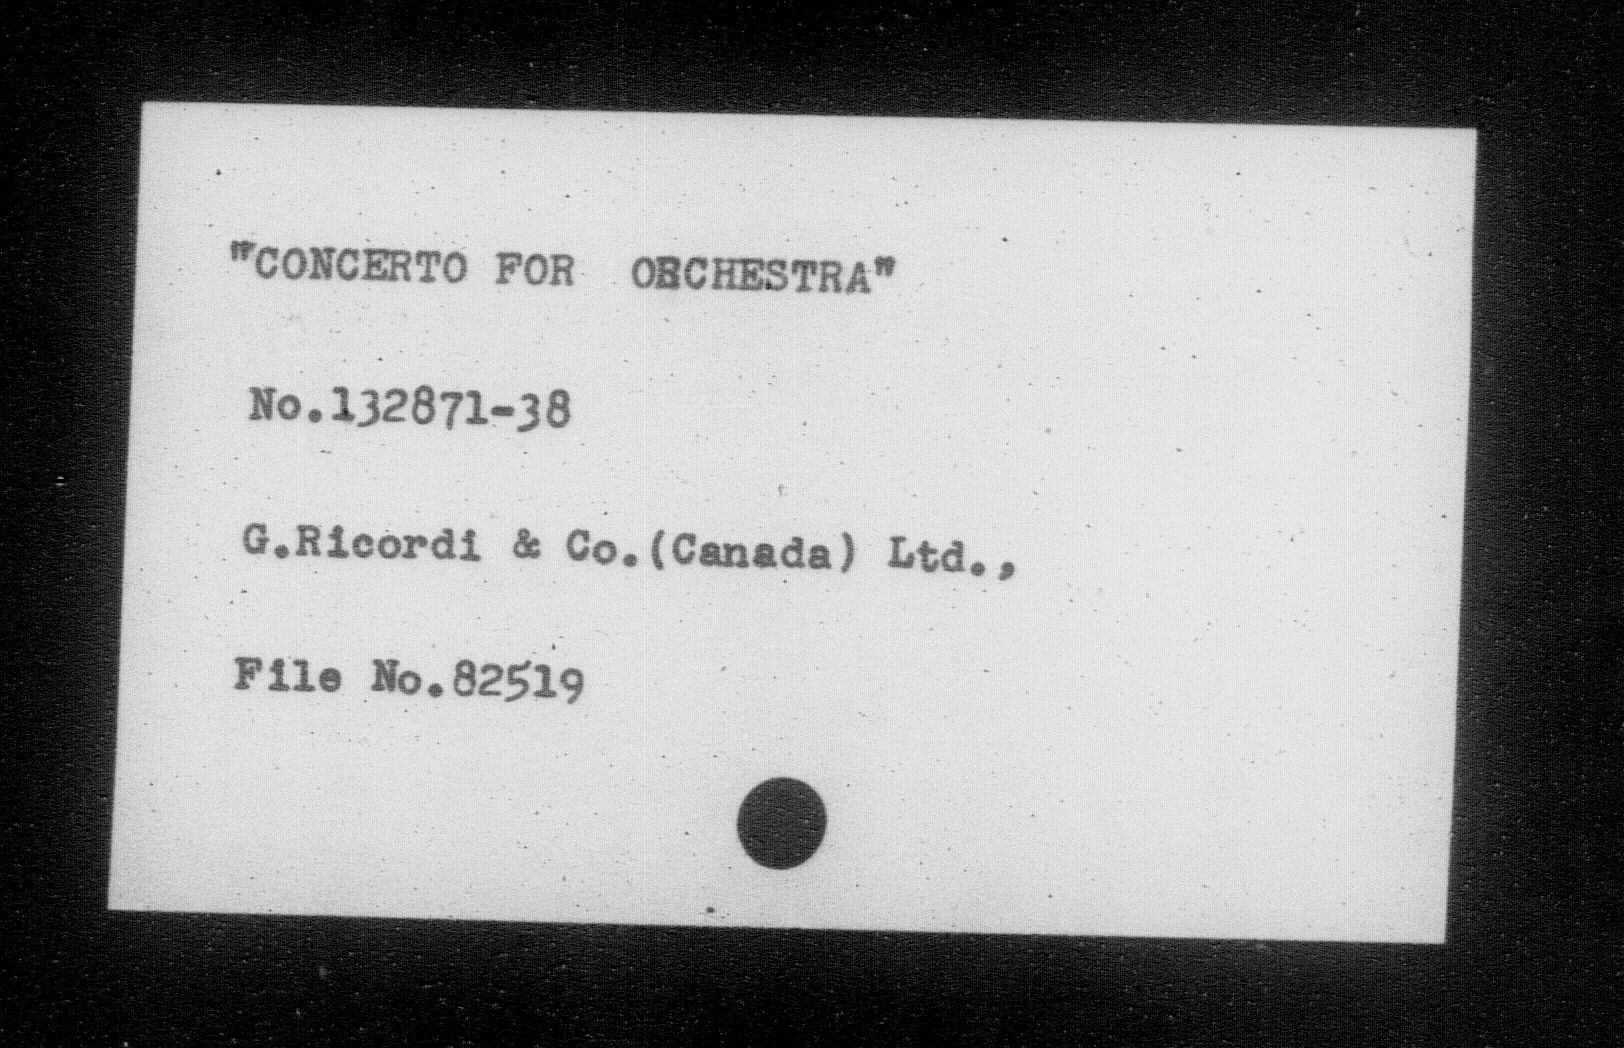 "CONCERTO FOR ORCHESTRA"
No.132871-38
G.Ricordi & Co.(Canada) Ltd.,
File No.82519